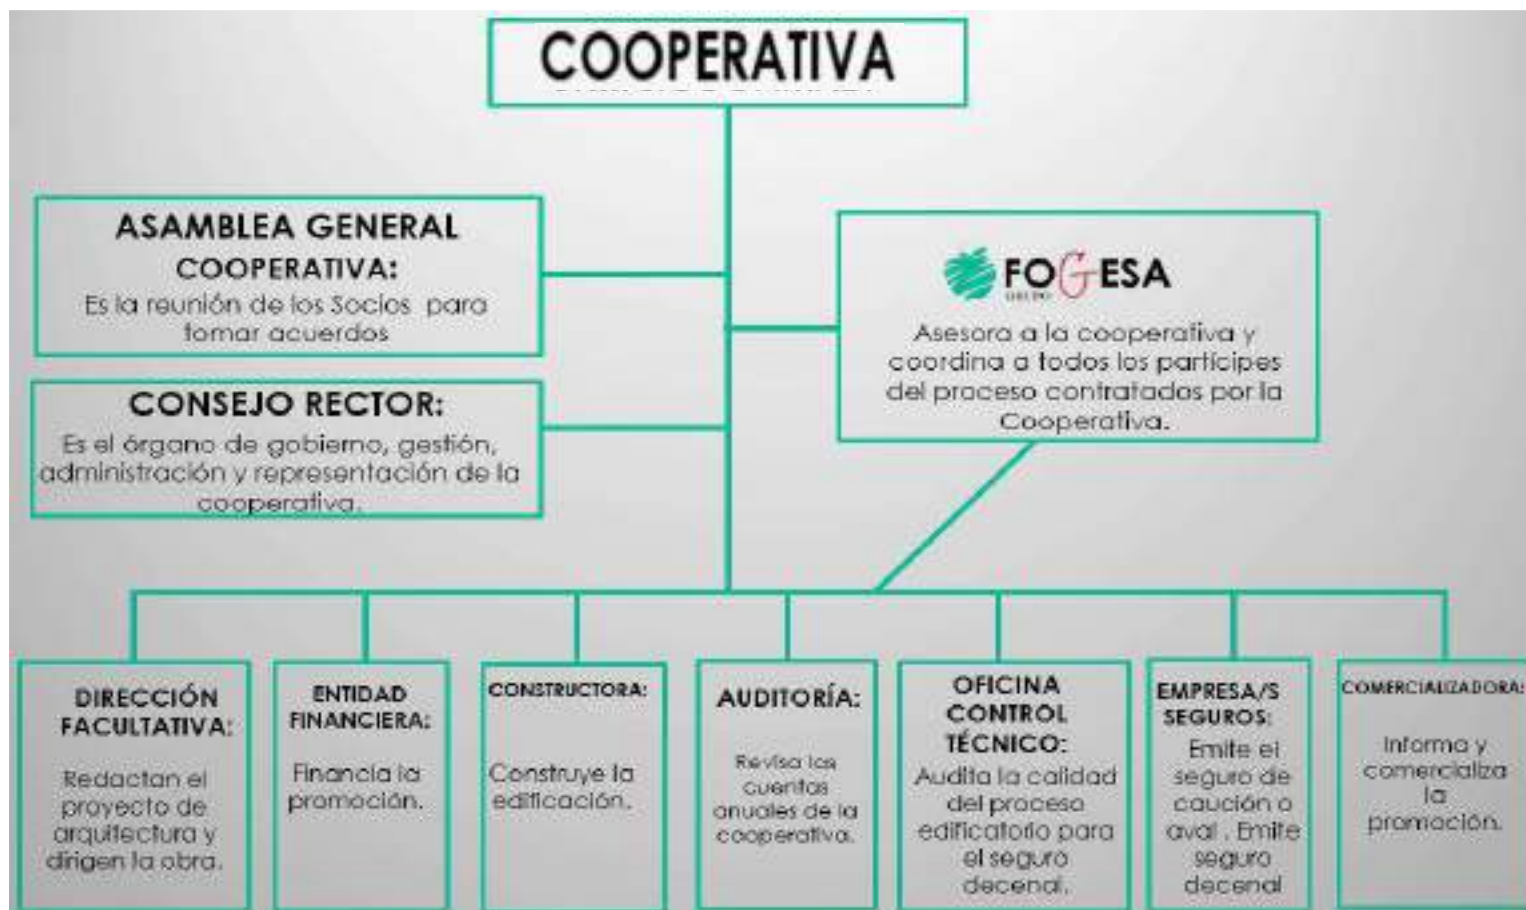 COOPERATIVA
ASAMBLEA GENERAL
COOPERATIVA:
Es la reunión de los Socios para
tomar acuerdos
FOGESA
GRUPO
Asesora a la cooperativa y
coordina a todos los partícipes
del proceso contratados por la
Cooperativa.
CONSEJO RECTOR:
Es el órgano de gobierno, gestión,
administración y representación de la
cooperativa.
DIRECCIÓN
FACULTATIVA:
Redactan el
proyecto de
arquitectura y
dirigen la obra.
ENTIDAD
FINANCIERA:
Financia la
promoción.
CONSTRUCTORA:
Construye la
edificación.
AUDITORÍA:
Revisa las
cuentas
anuales de la
cooperativa.
OFICINA
CONTROL
TÉCNICO:
Audita la calidad
del proceso
edificatorio para
el seguro
decenal.
EMPRESA/S
SEGUROS:
Emite el
seguro de
caución o
aval . Emite
seguro
decenal
COMERCIALIZADORA:
Informa y
comercializa
la
promoción.